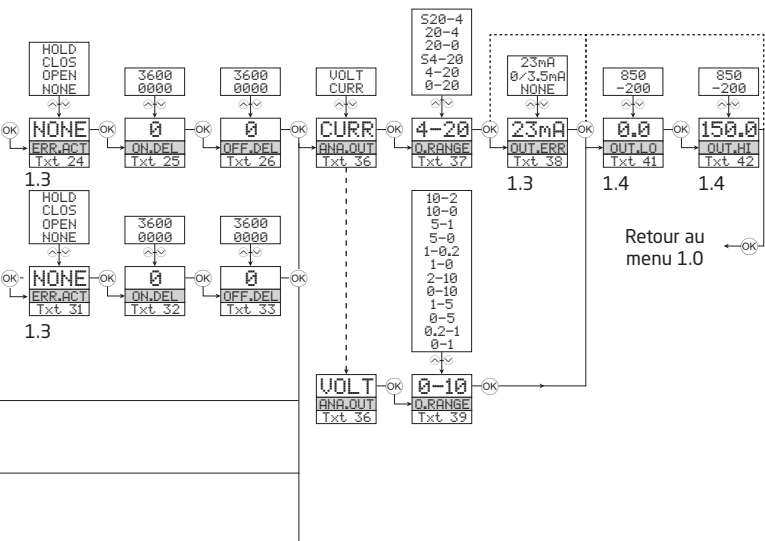 HOLD
CLOS
OPEN
NONE
OK
NONE
ERR.ACT
Txt 24
1.3
3600
0000
OK
0
ON.DEL
Txt 25
3600
0000
OK
0
OFF.DEL
Txt 26
OK
VOLT
CURR
CURR
ANA.OUT
Txt 36
OK
S20-4
20-4
20-0
S4-20
4-20
0-20
4-20
O.RANGE
Txt 37
OK
23mA
0/3.5mA
NONE
23mA
OUT.ERR
Txt 38
1.3
OK
850
-200
0.0
OUT.LO
Txt 41
1.4
OK
850
-200
150.0
OUT.HI
Txt 42
1.4
OK
Retour au
menu 1.0
HOLD
CLOS
OPEN
NONE
OK
NONE
ERR.ACT
Txt 31
1.3
OK
3600
0000
0
ON.DEL
Txt 32
OK
3600
0000
0
OFF.DEL
Txt 33
OK
VOLT
ANA.OUT
Txt 36
OK
10-2
10-0
5-1
5-0
1-0.2
1-0
2-10
0-10
1-5
0-5
0.2-1
0-1
0-10
O.RANGE
Txt 39
OK